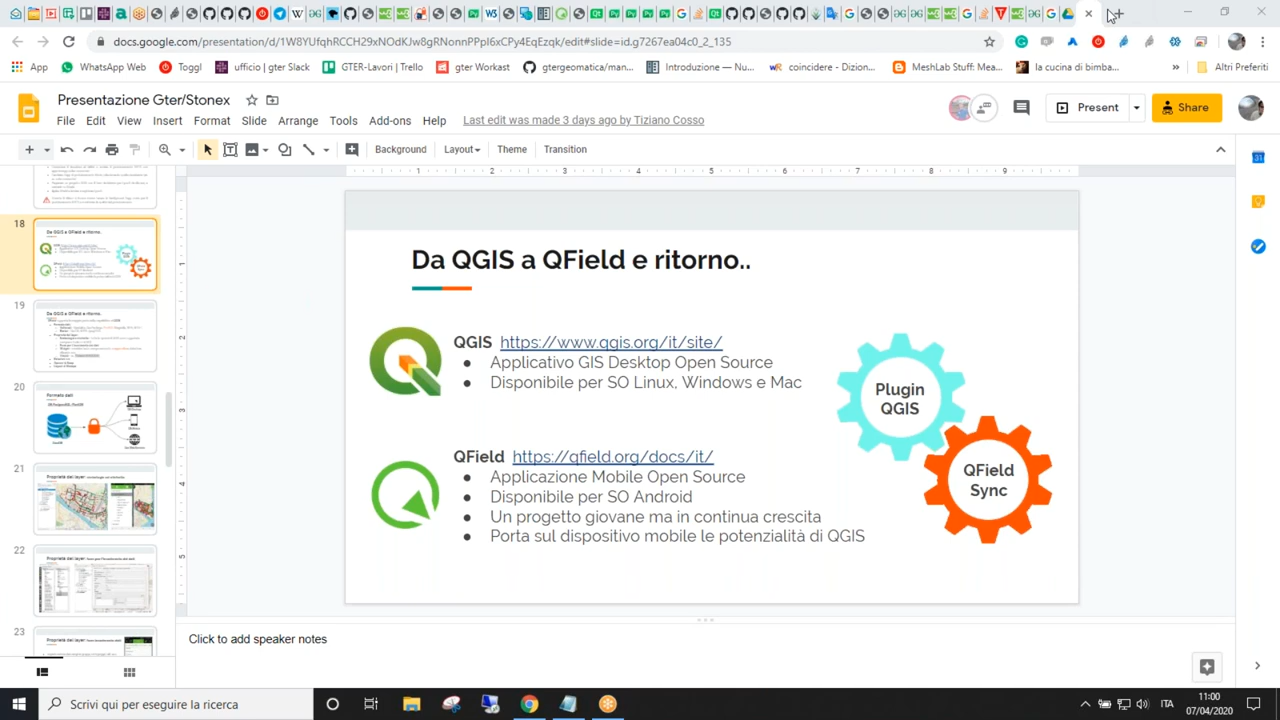 docs.google.com/presentation/d/1W8YUfqhRCCH29xNOdKJw8gRNonnPPpI6xCPy4EqEzqk/edit#slide=id.g7267ea04c0_2_135
App
WhatsApp Web
Toggl
ufficio | gter Slack
GTER-Lavori | Trello
gter Workast
gtergeomatica/man...
Introduzione — Nu...
coincidere - Dizion...
MeshLab Stuff: Mea...
la cucina di bimba...
»
Altri Preferiti
Presentazione Gter/Stonex
File Edit View Insert Format Slide Arrange Tools Add-ons Help
Last edit was made 3 days ago by Tiziano Cosso
Present
Share
Background
Layout
Theme
Transition
18
19
20
21
22
23
Da QGIS a QField e ritorno..
Formato dati
Da QGIS a QField e ritorno..
QGIS https://www.qgis.org/it/site/
● Applicativo GIS Desktop Open Source
● Disponibile per SO Linux, Windows e Mac
QField https://qfield.org/docs/it/
● Applicazione Mobile Open Source
● Disponibile per SO Android
● Un progetto giovane ma in continua crescita
● Porta sul dispositivo mobile le potenzialità di QGIS
Plugin
QGIS
QField
Sync
Click to add speaker notes
Scrivi qui per eseguire la ricerca
ITA
11:00
07/04/2020